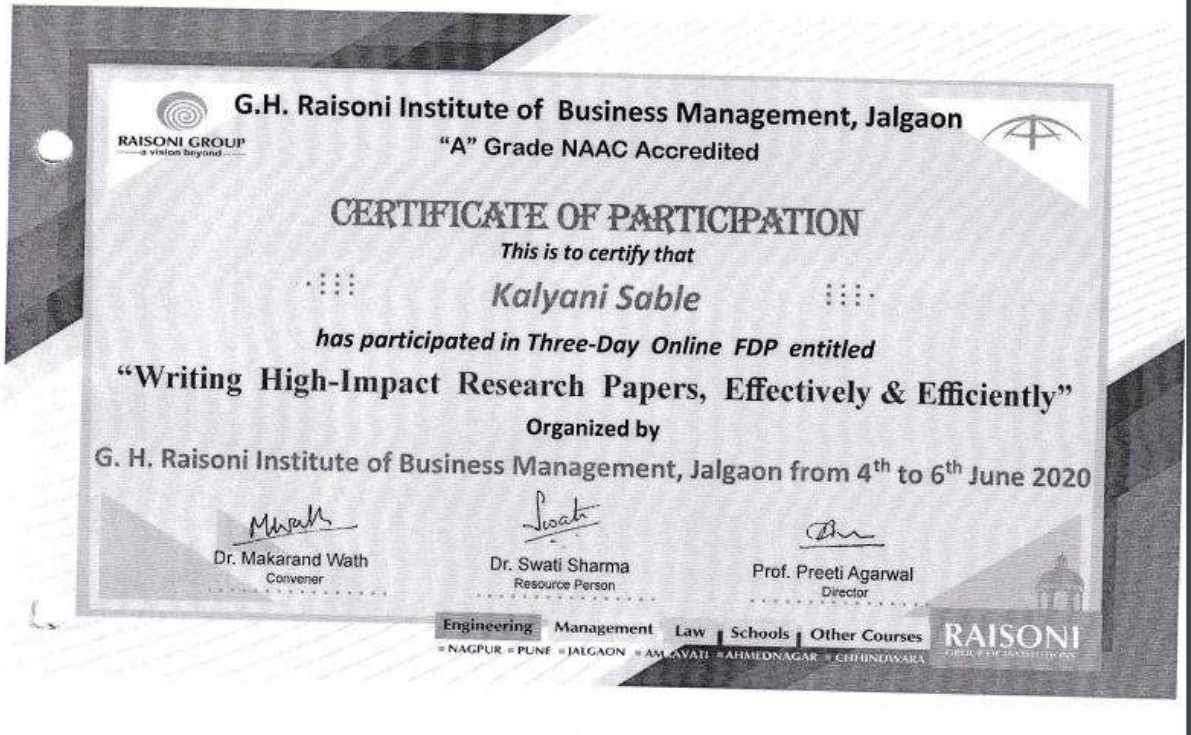 G.H. Raisoni Institute of Business Management, Jalgaon
RAISONI GROUP
a vision beyond
"A" Grade NAAC Accredited
CERTIFICATE OF PARTICIPATION
This is to certify that
Kalyani Sable
has participated in Three-Day Online FDP entitled
“Writing High-Impact Research Papers, Effectively & Efficiently”
Organized by
G. H. Raisoni Institute of Business Management, Jalgaon from 4th to 6th June 2020
Swati
Dr. Makarand Wath
Convener
Dr. Swati Sharma
Resource Person
Prof. Preeti Agarwal
Director
Engineering Management Law Schools Other Courses
NAGPUR PUNE JALGAON AMRAVATI AHMEDNAGAR CHHINDWARA
RAISONI
GROUP OF INSTITUTIONS